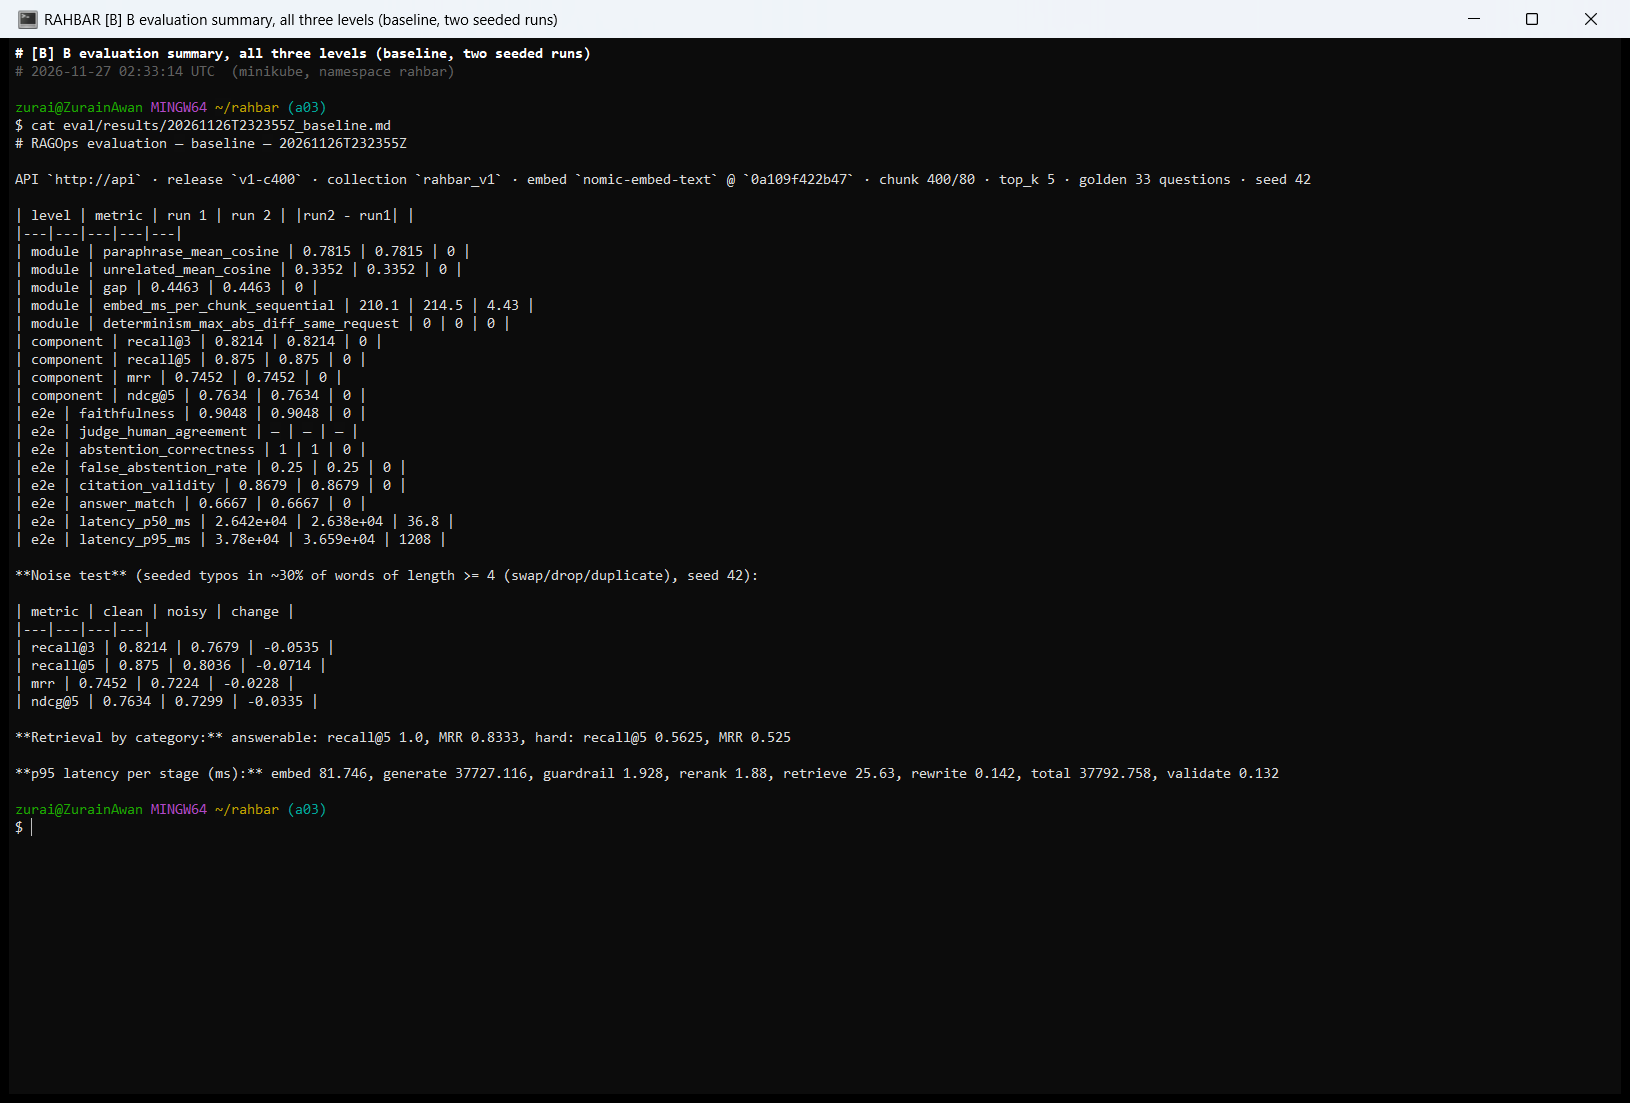 RAHBAR [B] B evaluation summary, all three levels (baseline, two seeded runs)
# [B] B evaluation summary, all three levels (baseline, two seeded runs)
# 2026-11-27 02:33:14 UTC  (minikube, namespace rahbar)
zurai@ZurainAwan MINGW64 ~/rahbar (a03)
$ cat eval/results/20261126T232355Z_baseline.md
# RAGOps evaluation — baseline — 20261126T232355Z
API `http://api` · release `v1-c400` · collection `rahbar_v1` · embed `nomic-embed-text` @ `0a109f422b47` · chunk 400/80 · top_k 5 · golden 33 questions · seed 42
| level | metric | run 1 | run 2 | |run2 - run1| |
|---|---|---|---|---|
| module | paraphrase_mean_cosine | 0.7815 | 0.7815 | 0 |
| module | unrelated_mean_cosine | 0.3352 | 0.3352 | 0 |
| module | gap | 0.4463 | 0.4463 | 0 |
| module | embed_ms_per_chunk_sequential | 210.1 | 214.5 | 4.43 |
| module | determinism_max_abs_diff_same_request | 0 | 0 | 0 |
| component | recall@3 | 0.8214 | 0.8214 | 0 |
| component | recall@5 | 0.875 | 0.875 | 0 |
| component | mrr | 0.7452 | 0.7452 | 0 |
| component | ndcg@5 | 0.7634 | 0.7634 | 0 |
| e2e | faithfulness | 0.9048 | 0.9048 | 0 |
| e2e | judge_human_agreement | — | — | — |
| e2e | abstention_correctness | 1 | 1 | 0 |
| e2e | false_abstention_rate | 0.25 | 0.25 | 0 |
| e2e | citation_validity | 0.8679 | 0.8679 | 0 |
| e2e | answer_match | 0.6667 | 0.6667 | 0 |
| e2e | latency_p50_ms | 2.642e+04 | 2.638e+04 | 36.8 |
| e2e | latency_p95_ms | 3.78e+04 | 3.659e+04 | 1208 |
**Noise test** (seeded typos in ~30% of words of length >= 4 (swap/drop/duplicate), seed 42):
| metric | clean | noisy | change |
|---|---|---|---|
| recall@3 | 0.8214 | 0.7679 | -0.0535 |
| recall@5 | 0.875 | 0.8036 | -0.0714 |
| mrr | 0.7452 | 0.7224 | -0.0228 |
| ndcg@5 | 0.7634 | 0.7299 | -0.0335 |
**Retrieval by category:** answerable: recall@5 1.0, MRR 0.8333, hard: recall@5 0.5625, MRR 0.525
**p95 latency per stage (ms):** embed 81.746, generate 37727.116, guardrail 1.928, rerank 1.88, retrieve 25.63, rewrite 0.142, total 37792.758, validate 0.132
zurai@ZurainAwan MINGW64 ~/rahbar (a03)
$